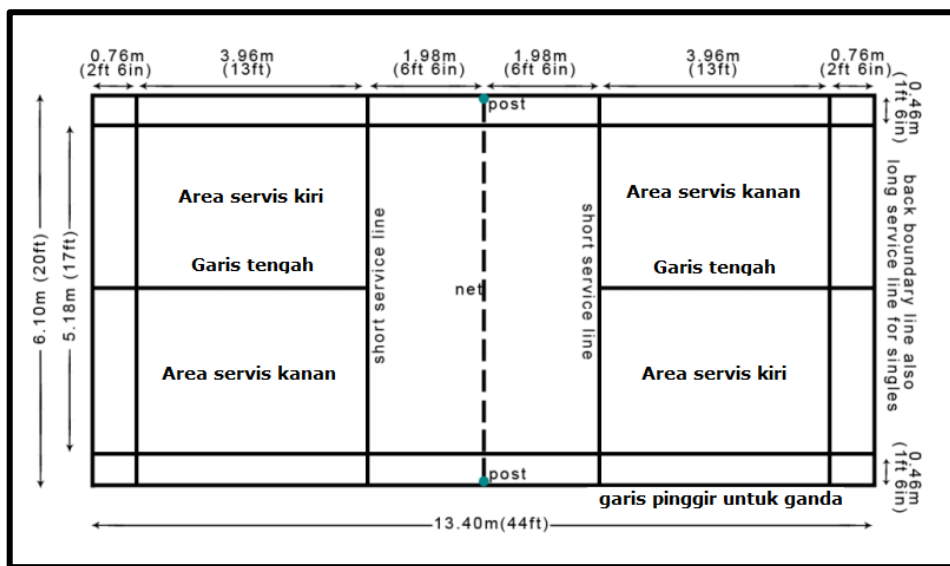 0.76m
(2ft 6in)
3.96m
(13ft)
1.98m
(6ft 6in)
1.98m
(6ft 6in)
3.96m
(13ft)
0.76m
(2ft 6in)
0.46m
(1ft 6in)
post
Area servis kiri
Area servis kanan
6.10m (20ft)
5.18m (17ft)
short service line
short service line
back boundary line also
long service line for singles
Garis tengah
Garis tengah
net
Area servis kanan
Area servis kiri
post
0.46m
(1ft 6in)
garis pinggir untuk ganda
13.40m(44ft)